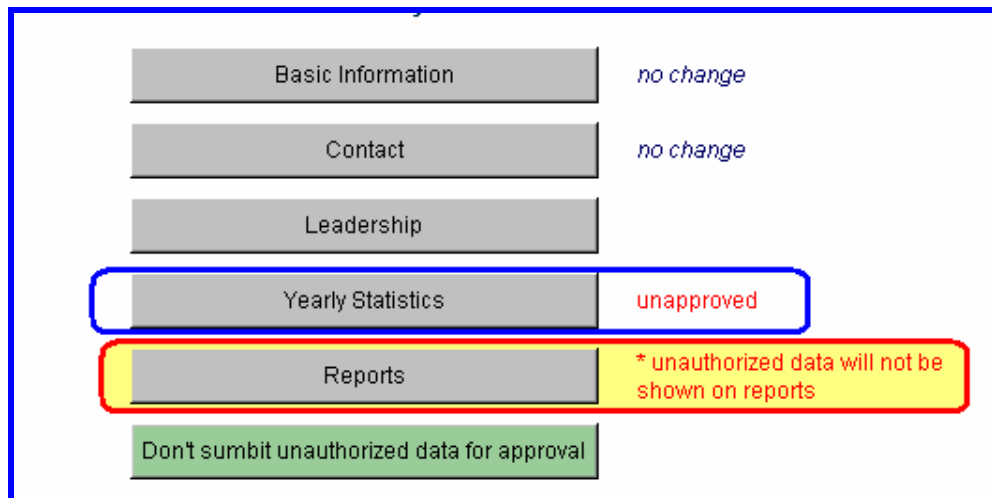 Basic Information no change
Contact no change
Leadership
Yearly Statistics unapproved
Reports * unauthorized data will not be
shown on reports
Don't sumbit unauthorized data for approval